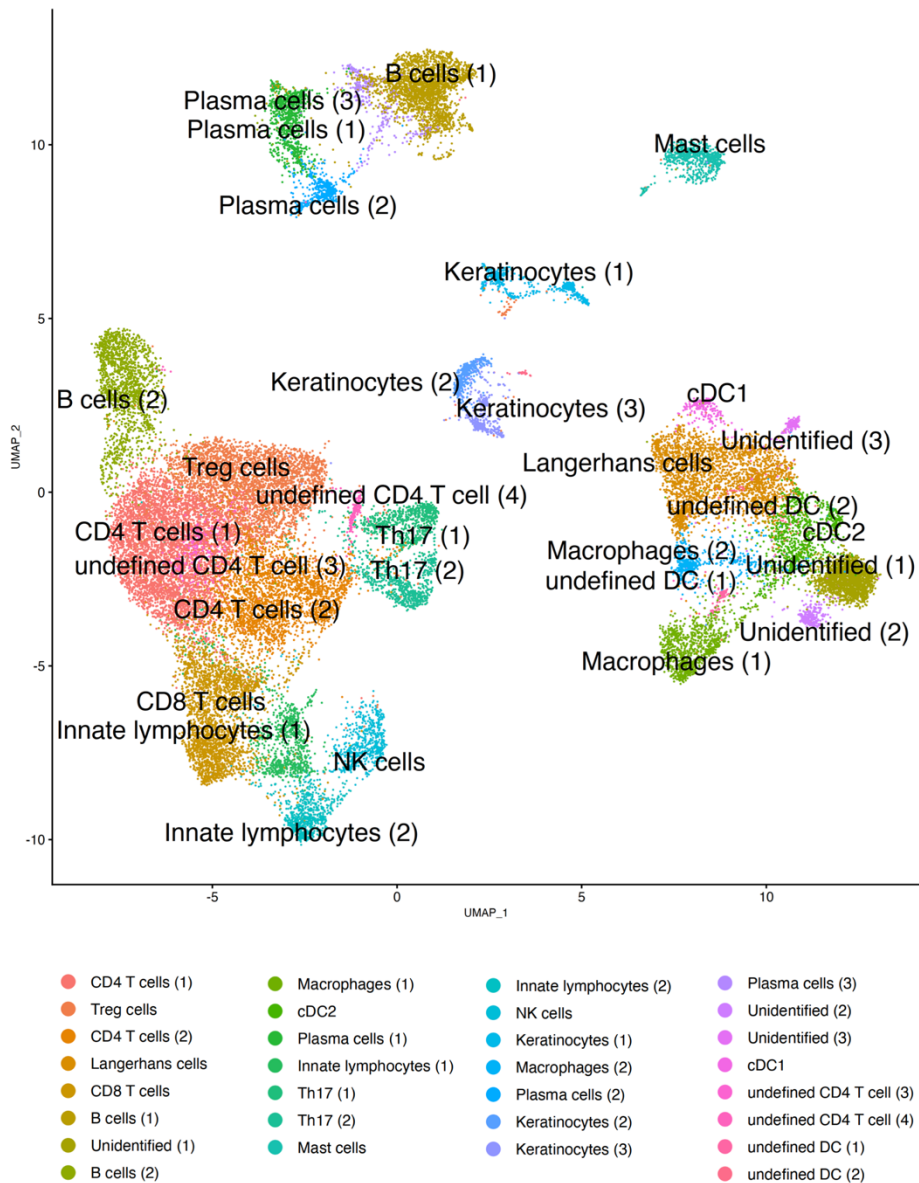 B cells (1)
Plasma cells (3)
Plasma cells (1)
Mast cells
10
Plasma cells (2)
Keratinocytes (1)
5
Keratinocytes (2)
cDC1
B cells (2)
Keratinocytes (3)
Unidentified (3)
UMAP_2
Treg cells
Langerhans cells
0
undefined CD4 T cell (4)
undefined DC (2)
CD4 T cells (1)
Th17 (1)
cDC2
Macrophages (2)
undefined CD4 T cell (3)
Th17 (2)
Unidentified (1)
undefined DC (1)
CD4 T cells (2)
Unidentified (2)
Macrophages (1)
-5
CD8 T cells
Innate lymphocytes (1)
NK cells
Innate lymphocytes (2)
-10
-5 0 5 10
UMAP_1
CD4 T cells (1)
Treg cells
CD4 T cells (2)
Langerhans cells
CD8 T cells
B cells (1)
Unidentified (1)
B cells (2)
Macrophages (1)
cDC2
Plasma cells (1)
Innate lymphocytes (1)
Th17 (1)
Th17 (2)
Mast cells
Innate lymphocytes (2)
NK cells
Keratinocytes (1)
Macrophages (2)
Plasma cells (2)
Keratinocytes (2)
Keratinocytes (3)
Plasma cells (3)
Unidentified (2)
Unidentified (3)
cDC1
undefined CD4 T cell (3)
undefined CD4 T cell (4)
undefined DC (1)
undefined DC (2)